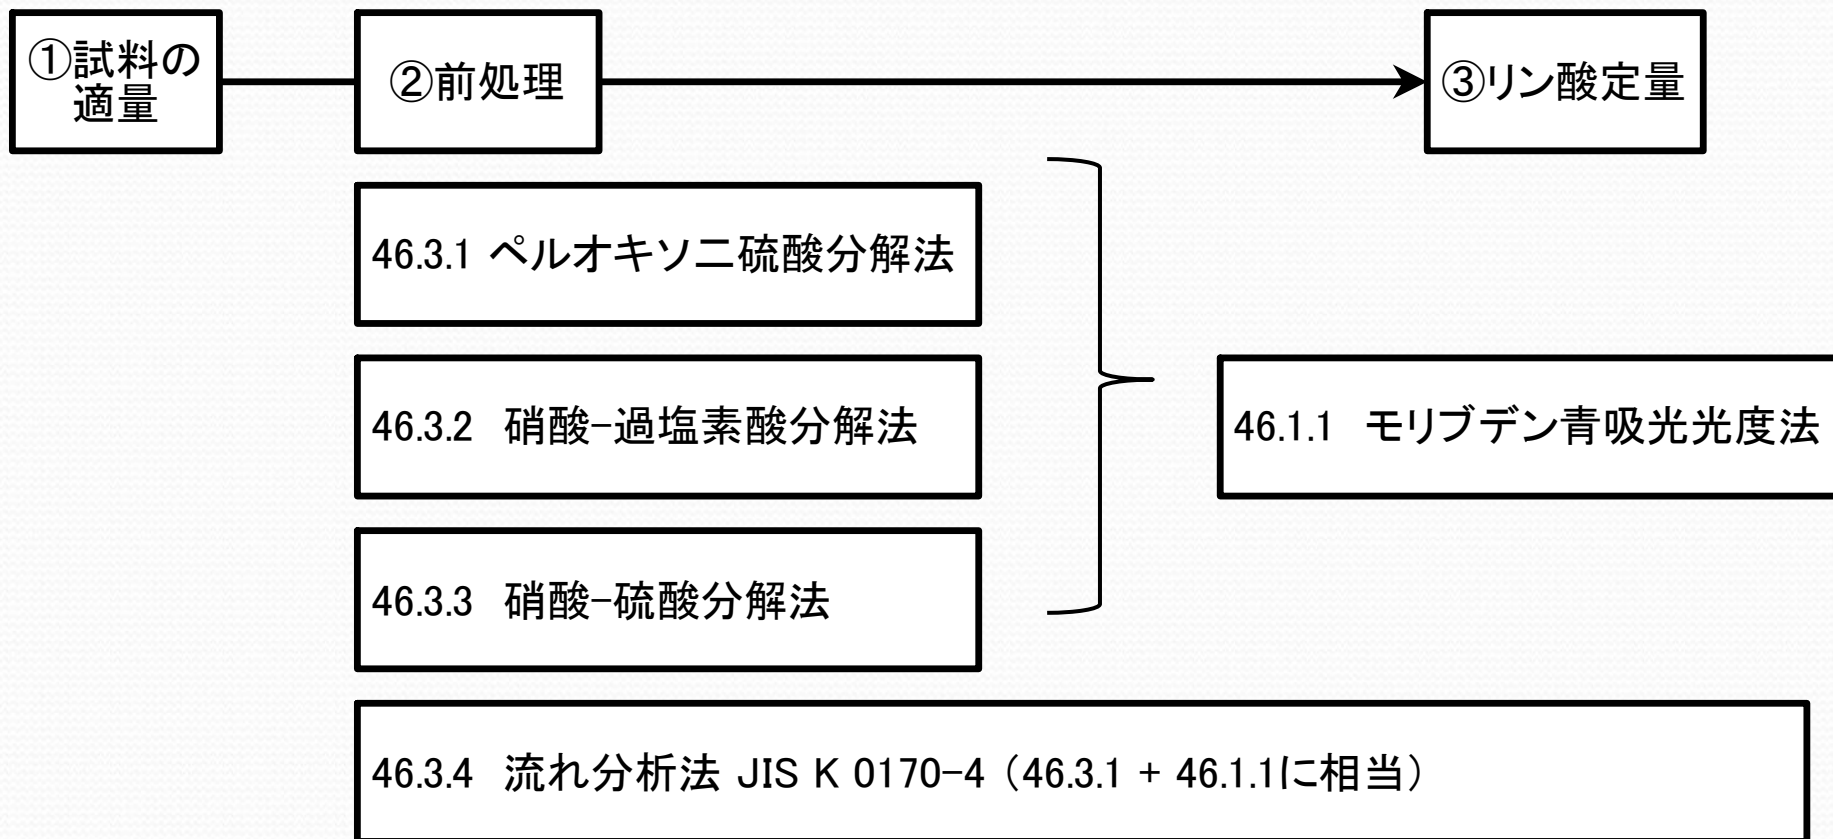 ①試料の
適量
②前処理
③リン酸定量
46.3.1 ペルオキソ二硫酸分解法
46.3.2 硝酸-過塩素酸分解法
46.1.1 モリブデン青吸光光度法
46.3.3 硝酸-硫酸分解法
46.3.4 流れ分析法 JIS K 0170-4 (46.3.1 + 46.1.1に相当)